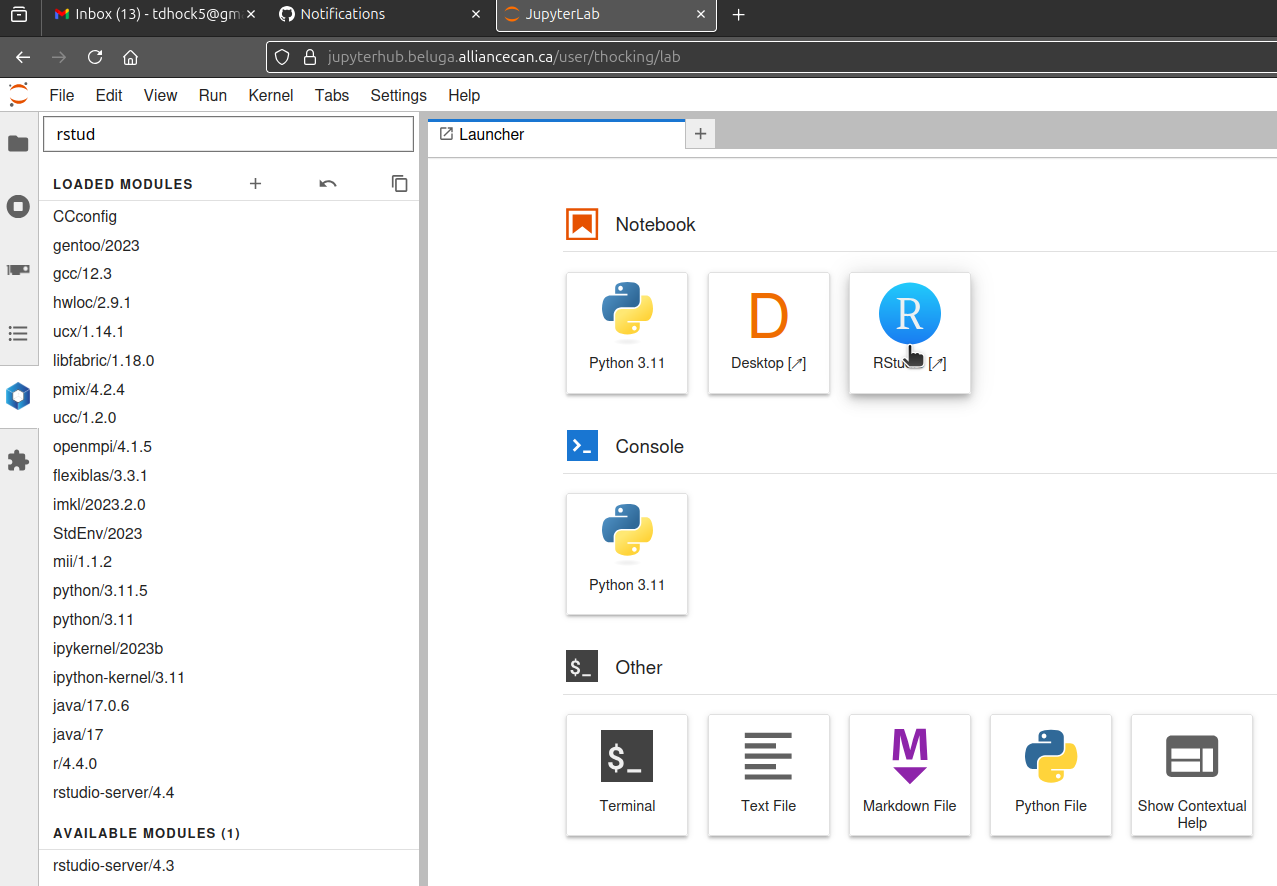 Inbox (13) - tdhock5@gm
Notifications
JupyterLab
jupyterhub.beluga.alliancecan.ca/user/thocking/lab
File Edit View Run Kernel Tabs Settings Help
rstud
LOADED MODULES
CCconfig
gentoo/2023
gcc/12.3
hwloc/2.9.1
ucx/1.14.1
libfabric/1.18.0
pmix/4.2.4
ucc/1.2.0
openmpi/4.1.5
flexiblas/3.3.1
imkl/2023.2.0
StdEnv/2023
mii/1.1.2
python/3.11.5
python/3.11
ipykernel/2023b
ipython-kernel/3.11
java/17.0.6
java/17
r/4.4.0
rstudio-server/4.4
AVAILABLE MODULES (1)
rstudio-server/4.3
Launcher
Notebook
Python 3.11
D
Desktop [↗]
R
RStu [↗]
Console
Python 3.11
$_
Other
$_
Terminal
Text File
M
Markdown File
Python File
Show Contextual
Help